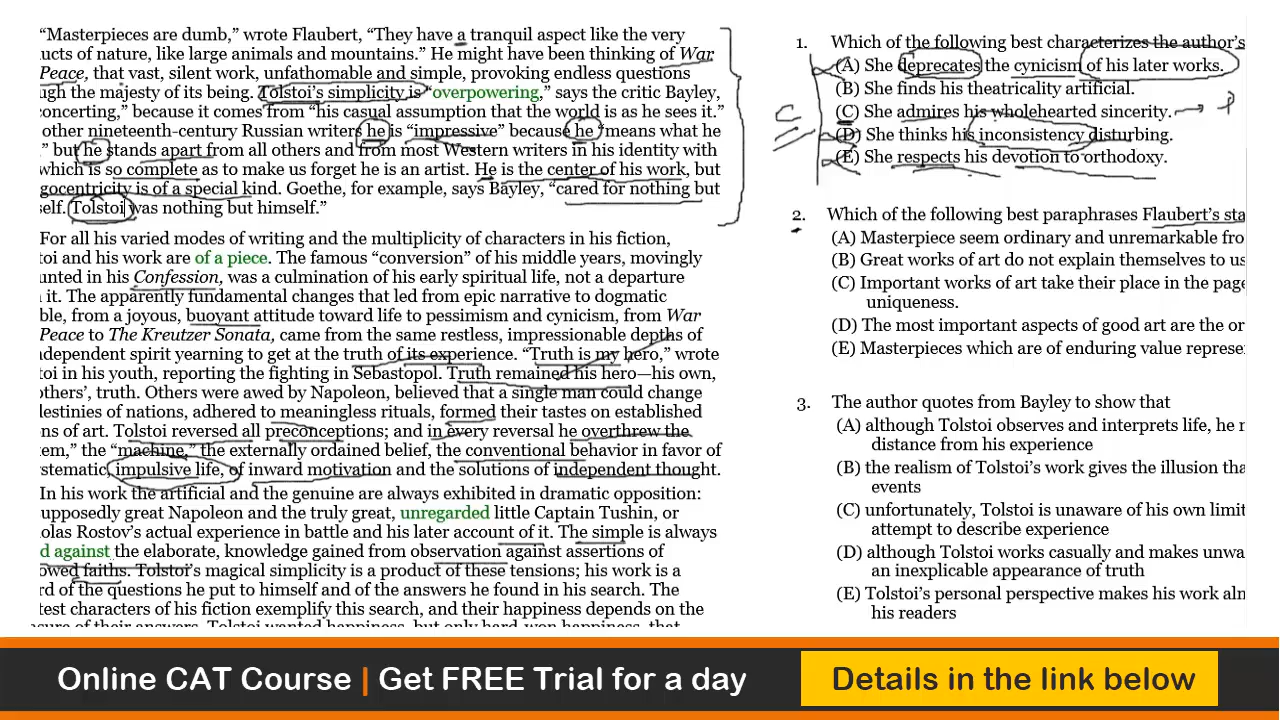 “Masterpieces are dumb,” wrote Flaubert, “They have a tranquil aspect like the very
ucts of nature, like large animals and mountains.” He might have been thinking of War
Peace, that vast, silent work, unfathomable and simple, provoking endless questions
ugh the majesty of its being. Tolstoi’s simplicity is “overpowering,” says the critic Bayley,
concerting,” because it comes from “his casual assumption that the world is as he sees it.”
other nineteenth-century Russian writers he is “impressive” because he “means what he
” but he stands apart from all others and from most Western writers in his identity with
which is so complete as to make us forget he is an artist. He is the center of his work, but
gocentricity is of a special kind. Goethe, for example, says Bayley, “cared for nothing but
self. Tolstoi was nothing but himself.”
For all his varied modes of writing and the multiplicity of characters in his fiction,
toi and his work are of a piece. The famous “conversion” of his middle years, movingly
unted in his Confession, was a culmination of his early spiritual life, not a departure
it. The apparently fundamental changes that led from epic narrative to dogmatic
ble, from a joyous, buoyant attitude toward life to pessimism and cynicism, from War
Peace to The Kreutzer Sonata, came from the same restless, impressionable depths of
ndependent spirit yearning to get at the truth of its experience. “Truth is my hero,” wrote
toi in his youth, reporting the fighting in Sebastopol. Truth remained his hero—his own,
others’, truth. Others were awed by Napoleon, believed that a single man could change
destinies of nations, adhered to meaningless rituals, formed their tastes on established
ns of art. Tolstoi reversed all preconceptions; and in every reversal he overthrew the
tem,” the “machine,” the externally ordained belief, the conventional behavior in favor of
stematic, impulsive life, of inward motivation and the solutions of independent thought.
In his work the artificial and the genuine are always exhibited in dramatic opposition:
supposedly great Napoleon and the truly great, unregarded little Captain Tushin, or
olas Rostov’s actual experience in battle and his later account of it. The simple is always
d against the elaborate, knowledge gained from observation against assertions of
owed faiths. Tolstoi’s magical simplicity is a product of these tensions; his work is a
rd of the questions he put to himself and of the answers he found in his search. The
test characters of his fiction exemplify this search, and their happiness depends on the
sure of their answers. Tolstoi wanted happiness, but only hard-won happiness, that
C
1. Which of the following best characterizes the author’s
(A) She deprecates the cynicism of his later works.
(B) She finds his theatricality artificial.
(C) She admires his wholehearted sincerity.
(D) She thinks his inconsistency disturbing.
(E) She respects his devotion to orthodoxy.
2. Which of the following best paraphrases Flaubert’s sta
(A) Masterpiece seem ordinary and unremarkable fro
(B) Great works of art do not explain themselves to us
(C) Important works of art take their place in the page
uniqueness.
(D) The most important aspects of good art are the or
(E) Masterpieces which are of enduring value represe
3. The author quotes from Bayley to show that
(A) although Tolstoi observes and interprets life, he
distance from his experience
(B) the realism of Tolstoi’s work gives the illusion tha
events
(C) unfortunately, Tolstoi is unaware of his own limit
attempt to describe experience
(D) although Tolstoi works casually and makes unwa
an inexplicable appearance of truth
(E) Tolstoi’s personal perspective makes his work
his readers
Online CAT Course | Get FREE Trial for a day
Details in the link below